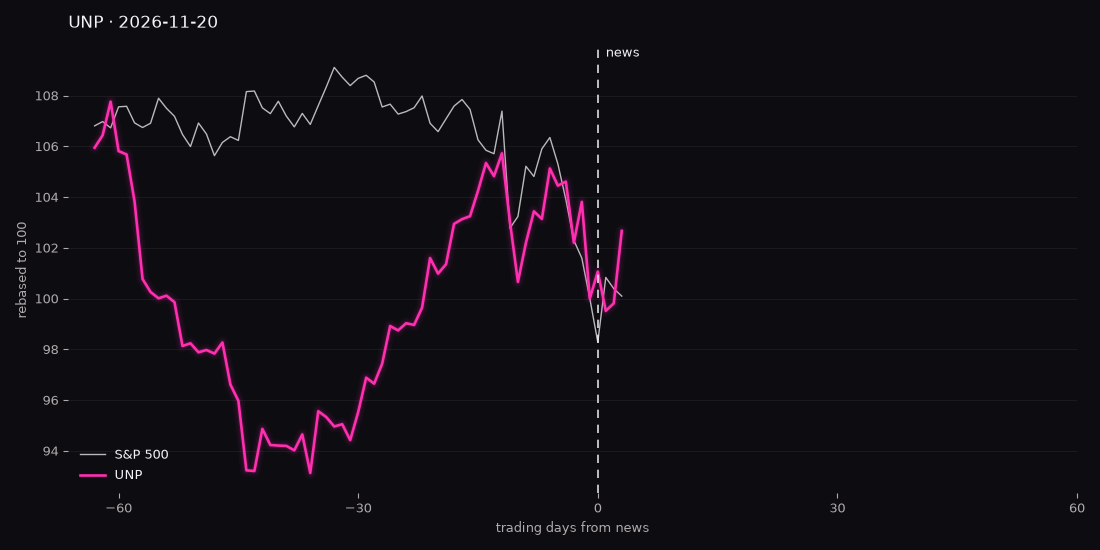 UNP · 2026-11-20
news
108
106
104
102
100
98
96
94
rebased to 100
S&P 500
UNP
−60
−30
0
30
60
trading days from news